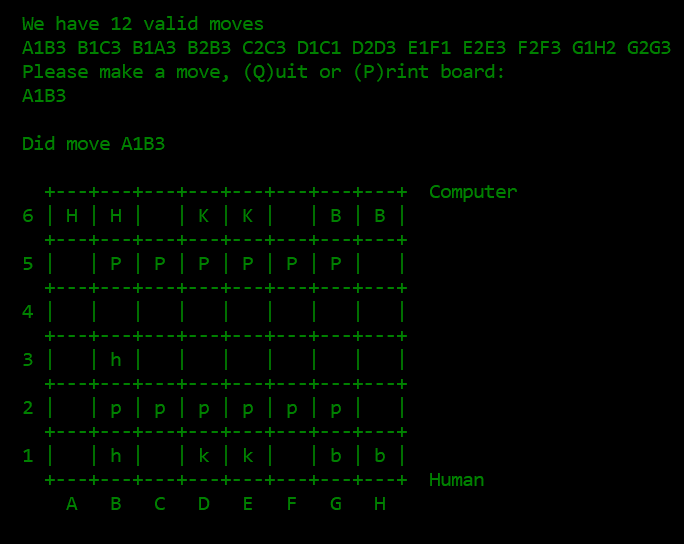 We have 12 valid moves
A1B3 B1C3 B1A3 B2B3 C2C3 D1C1 D2D3 E1F1 E2E3 F2F3 G1H2 G2G3
Please make a move, (Q)uit or (P)rint board:
A1B3

Did move A1B3

  +---+---+---+---+---+---+---+---+  Computer
6 | H | H |   | K | K |   | B | B |
  +---+---+---+---+---+---+---+---+
5 |   | P | P | P | P | P | P |   |
  +---+---+---+---+---+---+---+---+
4 |   |   |   |   |   |   |   |   |
  +---+---+---+---+---+---+---+---+
3 |   | h |   |   |   |   |   |   |
  +---+---+---+---+---+---+---+---+
2 |   | p | p | p | p | p | p |   |
  +---+---+---+---+---+---+---+---+
1 |   | h |   | k | k |   | b | b |
  +---+---+---+---+---+---+---+---+  Human
    A   B   C   D   E   F   G   H